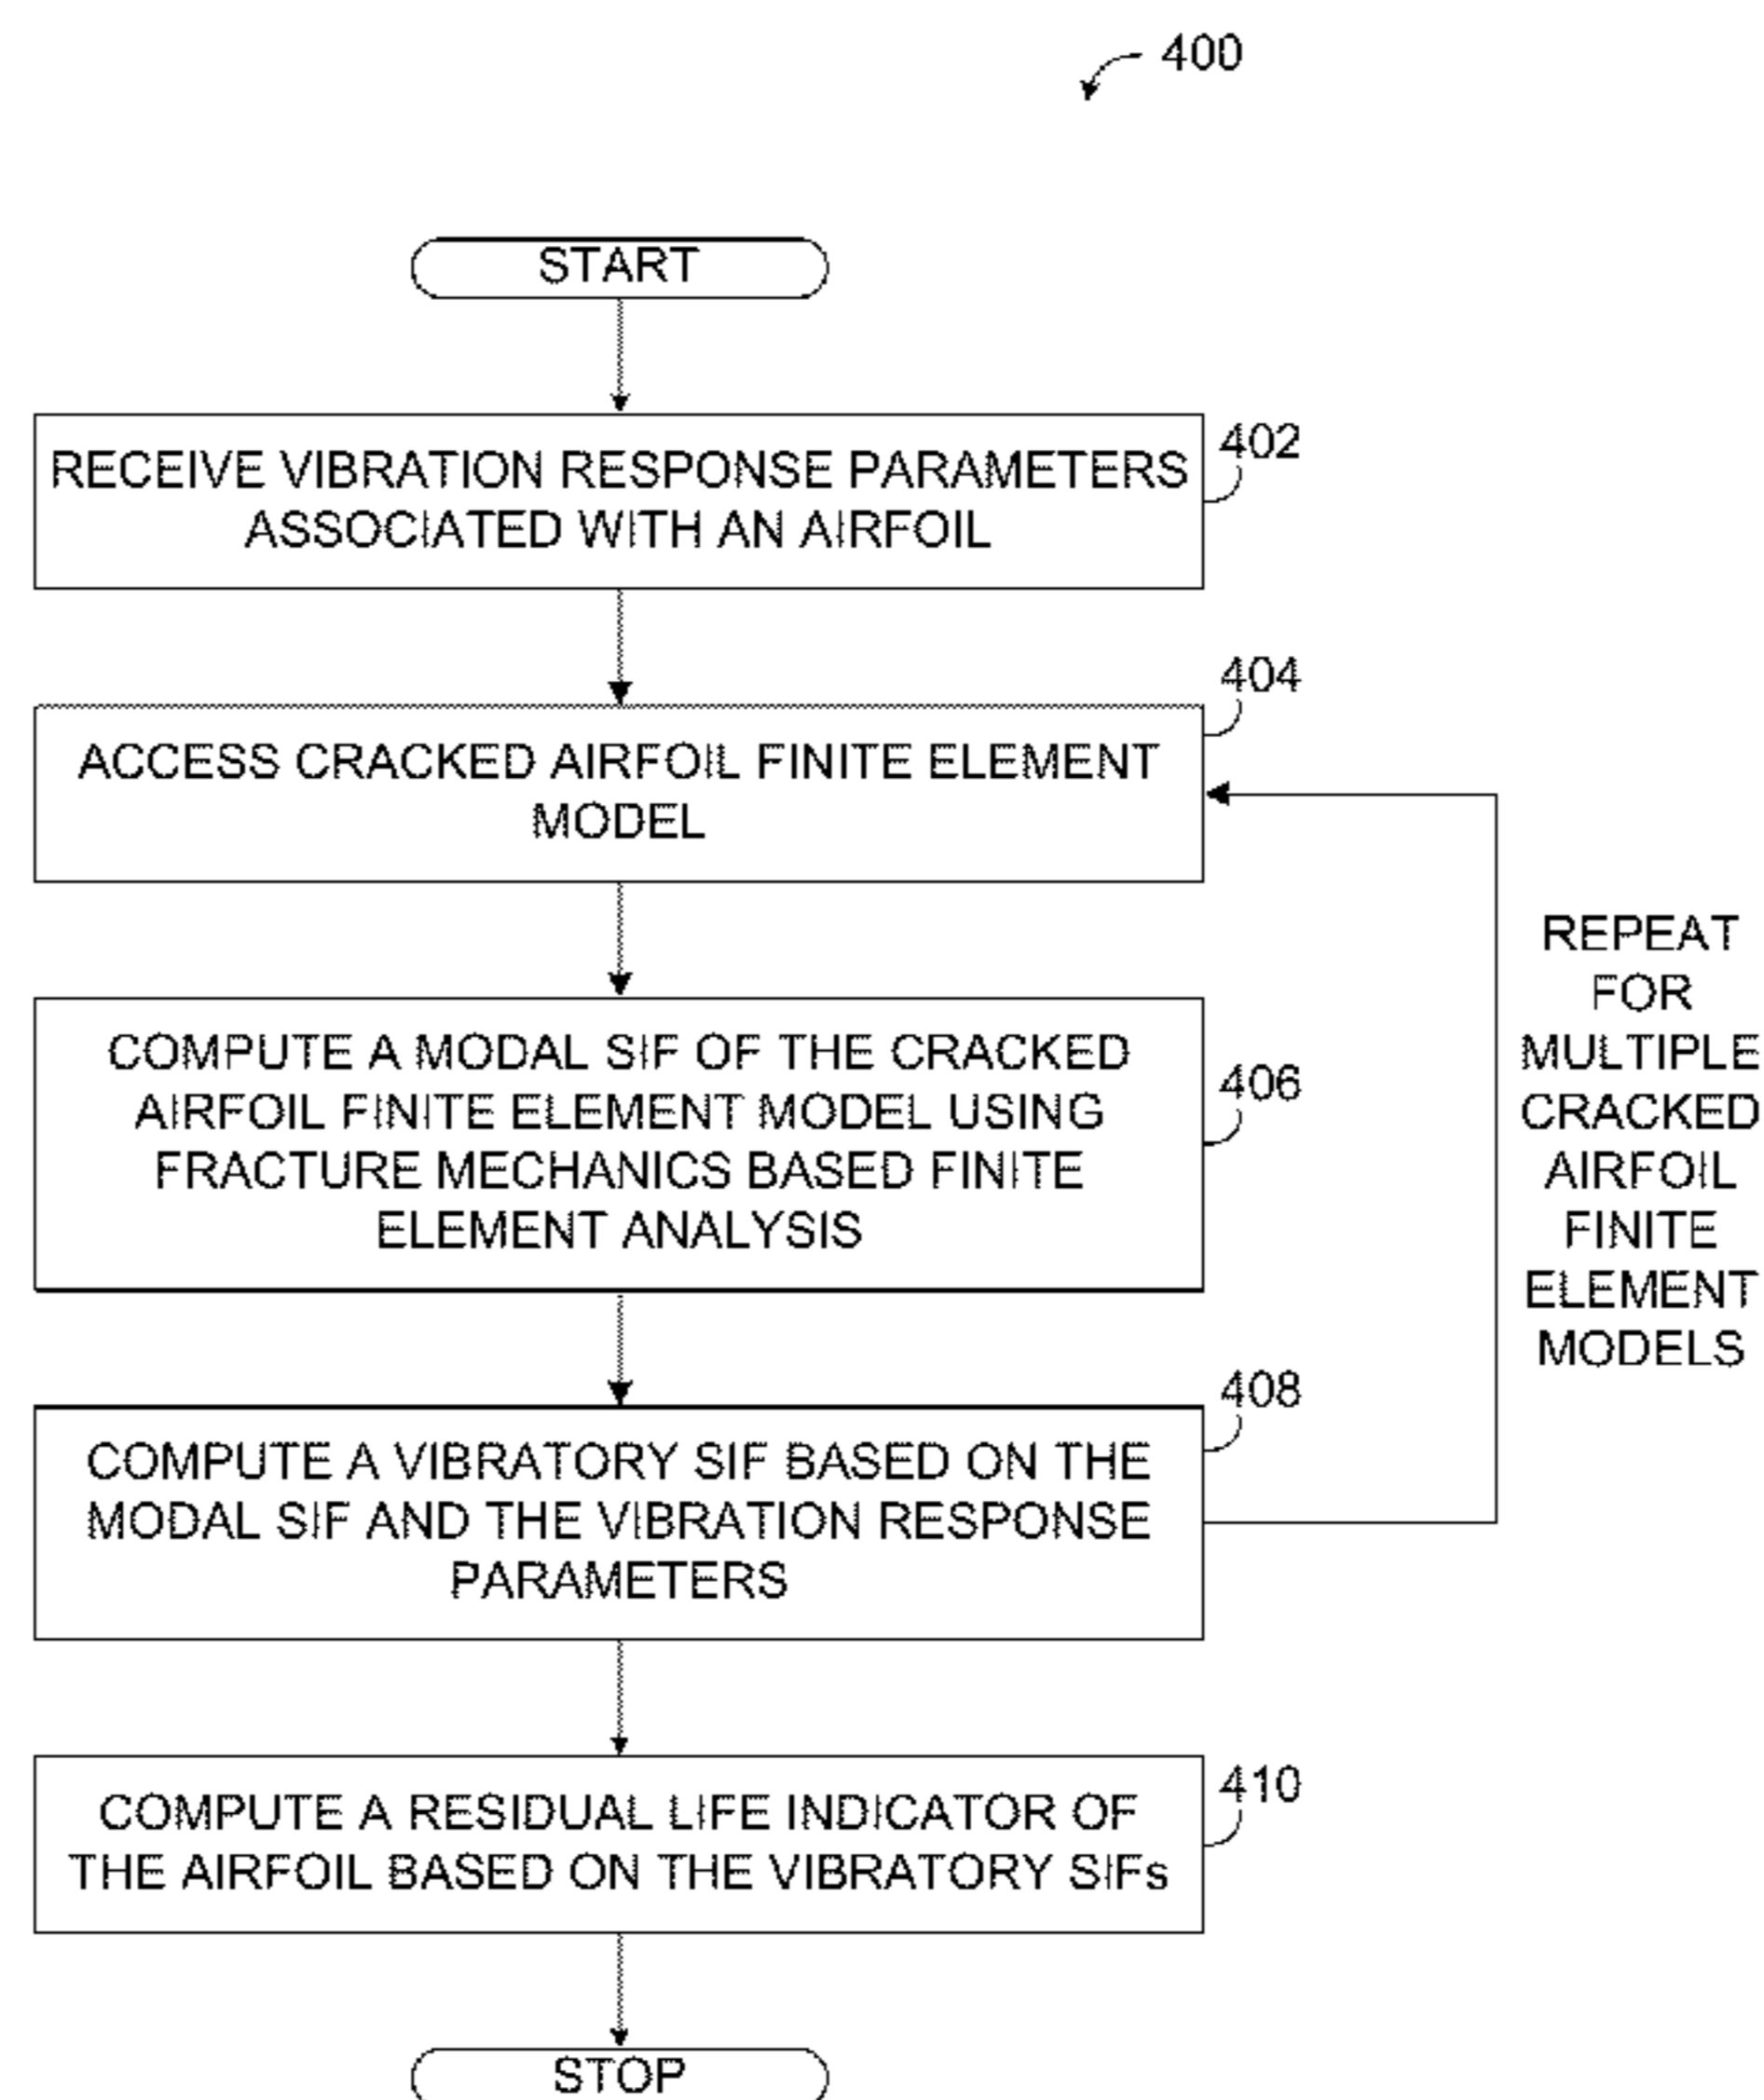 400
START
RECEIVE VIBRATION RESPONSE PARAMETERS
ASSOCIATED WITH AN AIRFOIL
402
ACCESS CRACKED AIRFOIL FINITE ELEMENT
MODEL
404
COMPUTE A MODAL SIF OF THE CRACKED
AIRFOIL FINITE ELEMENT MODEL USING
FRACTURE MECHANICS BASED FINITE
ELEMENT ANALYSIS
406
COMPUTE A VIBRATORY SIF BASED ON THE
MODAL SIF AND THE VIBRATION RESPONSE
PARAMETERS
408
REPEAT
FOR
MULTIPLE
CRACKED
AIRFOIL
FINITE
ELEMENT
MODELS
COMPUTE A RESIDUAL LIFE INDICATOR OF
THE AIRFOIL BASED ON THE VIBRATORY SIFs
410
STOP